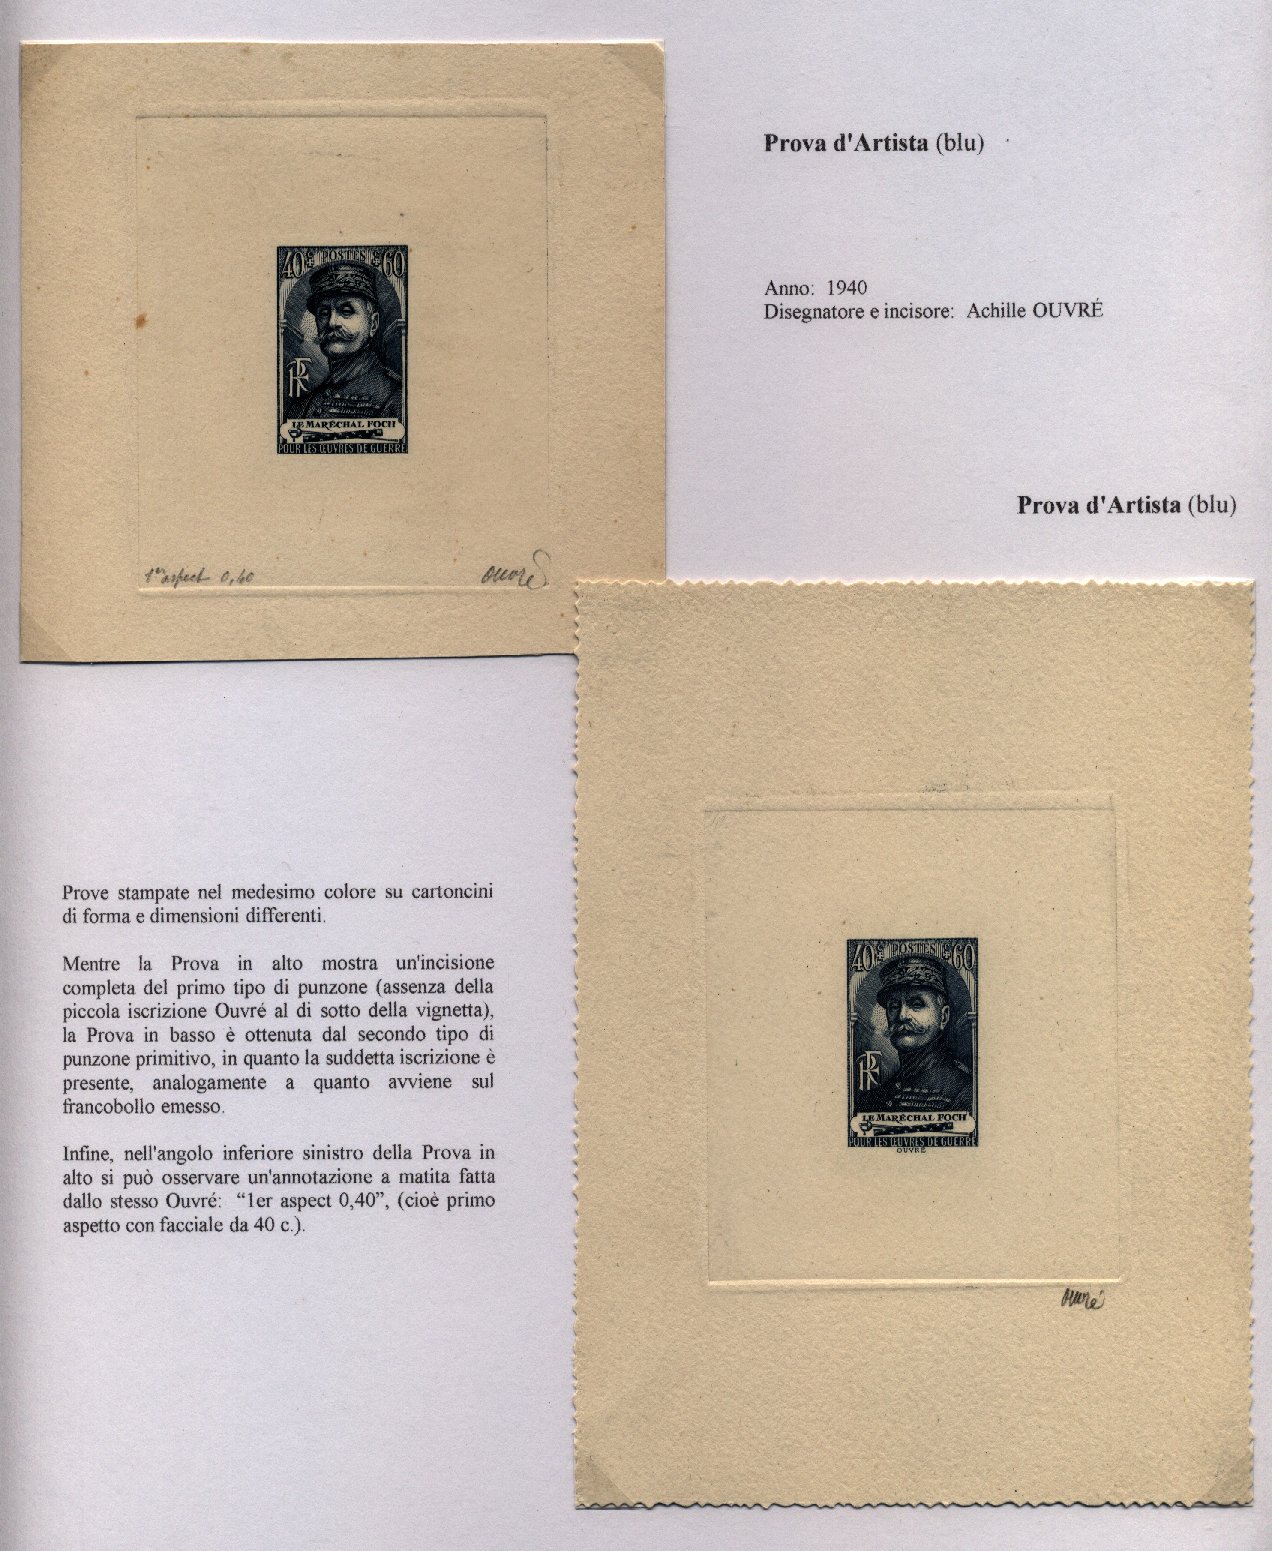 Prova d'Artista (blu)
Anno: 1940
Disegnatore e incisore: Achille OUVRÉ
40 POSTES 60
RF
LE MARÉCHAL FOCH
POUR LES ŒUVRES DE GUERRE
1er aspect 0,40
Ouvré
Prova d'Artista (blu)
Prove stampate nel medesimo colore su cartoncini
di forma e dimensioni differenti.
Mentre la Prova in alto mostra un'incisione
completa del primo tipo di punzone (assenza della
piccola iscrizione Ouvré al di sotto della vignetta),
la Prova in basso è ottenuta dal secondo tipo di
punzone primitivo, in quanto la suddetta iscrizione è
presente, analogamente a quanto avviene sul
francobollo emesso.
Infine, nell'angolo inferiore sinistro della Prova in
alto si può osservare un'annotazione a matita fatta
dallo stesso Ouvré: “1er aspect 0,40”, (cioè primo
aspetto con facciale da 40 c.).
40 POSTES 60
RF
LE MARÉCHAL FOCH
POUR LES ŒUVRES DE GUERRE
OUVRÉ
Ouvré